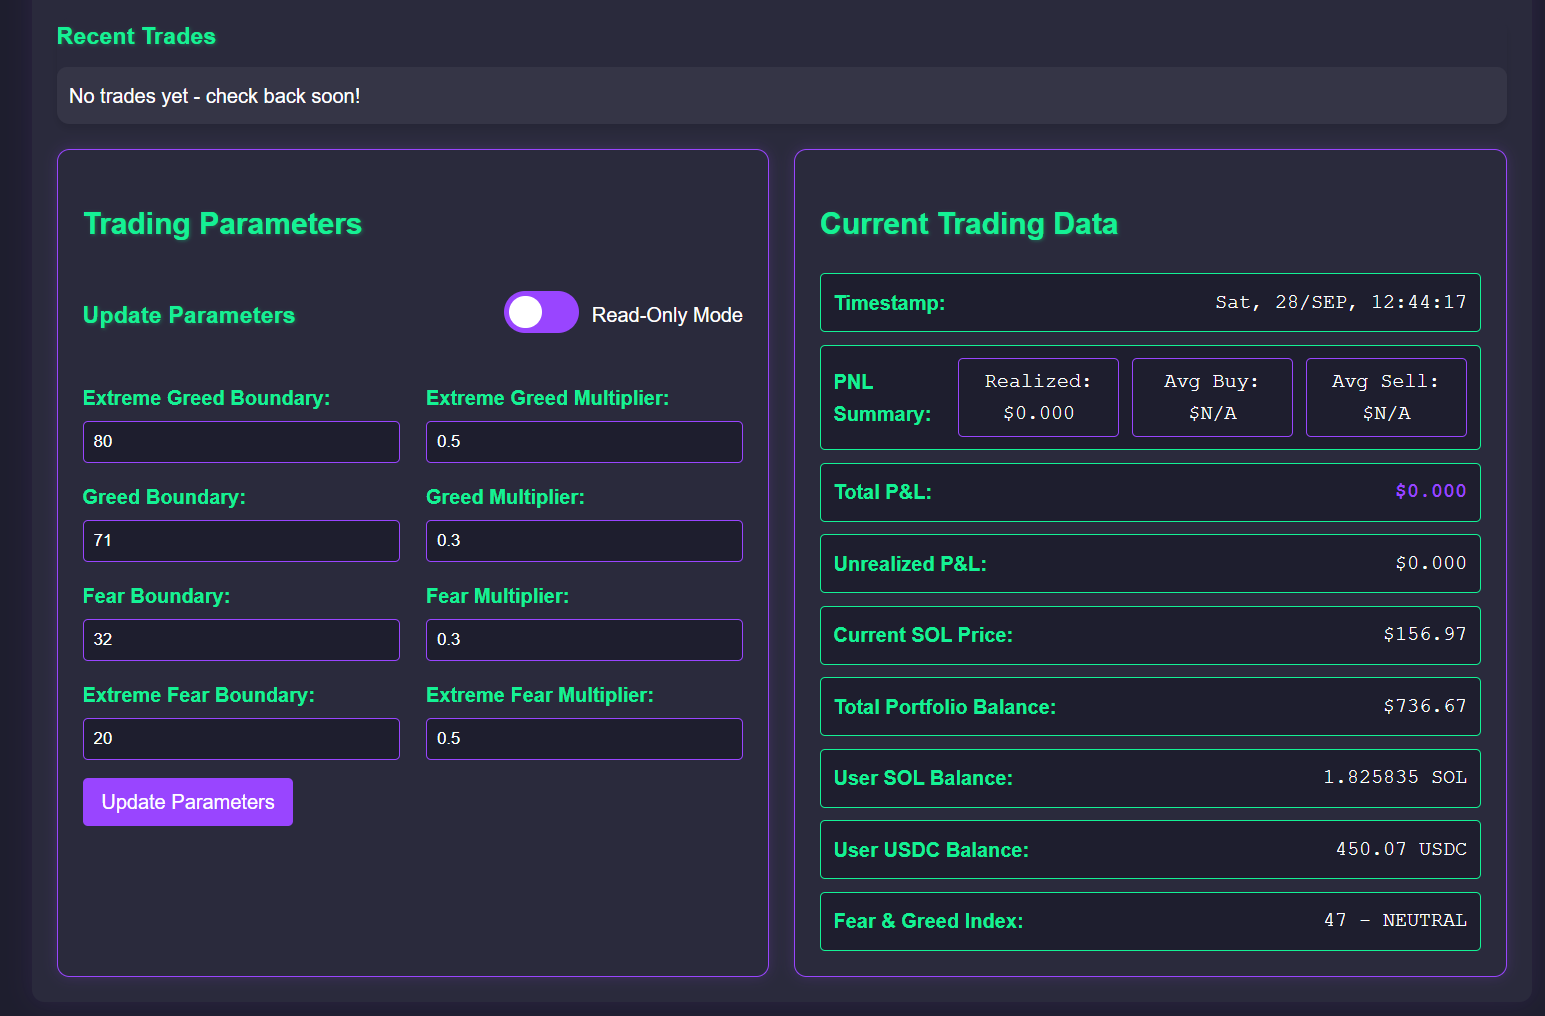 Recent Trades
No trades yet - check back soon!
Trading Parameters
Update Parameters
Read-Only Mode
Extreme Greed Boundary:
80
Extreme Greed Multiplier:
0.5
Greed Boundary:
71
Greed Multiplier:
0.3
Fear Boundary:
32
Fear Multiplier:
0.3
Extreme Fear Boundary:
20
Extreme Fear Multiplier:
0.5
Update Parameters
Current Trading Data
Timestamp: Sat, 28/SEP, 12:44:17
PNL
Summary:
Realized:
$0.000
Avg Buy:
$N/A
Avg Sell:
$N/A
Total P&L: $0.000
Unrealized P&L: $0.000
Current SOL Price: $156.97
Total Portfolio Balance: $736.67
User SOL Balance: 1.825835 SOL
User USDC Balance: 450.07 USDC
Fear & Greed Index: 47 – NEUTRAL